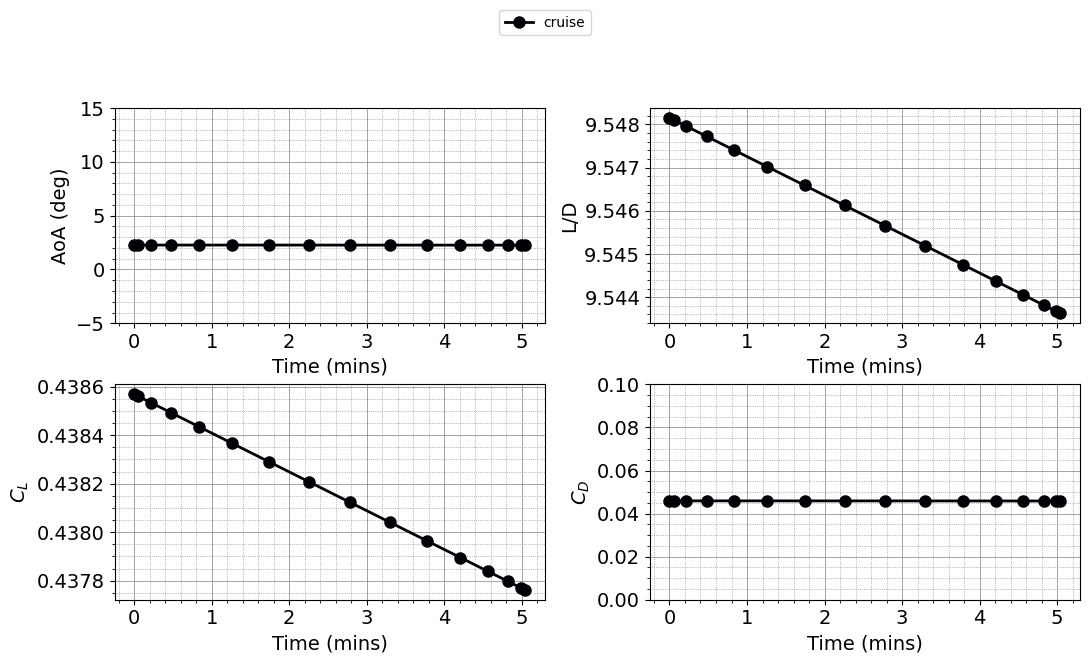 cruise
AoA (deg)
15
10
5
0
−5
0 1 2 3 4 5
Time (mins)
L/D
9.548
9.547
9.546
9.545
9.544
0 1 2 3 4 5
Time (mins)
C_L
0.4386
0.4384
0.4382
0.4380
0.4378
0 1 2 3 4 5
Time (mins)
C_D
0.10
0.08
0.06
0.04
0.02
0.00
0 1 2 3 4 5
Time (mins)